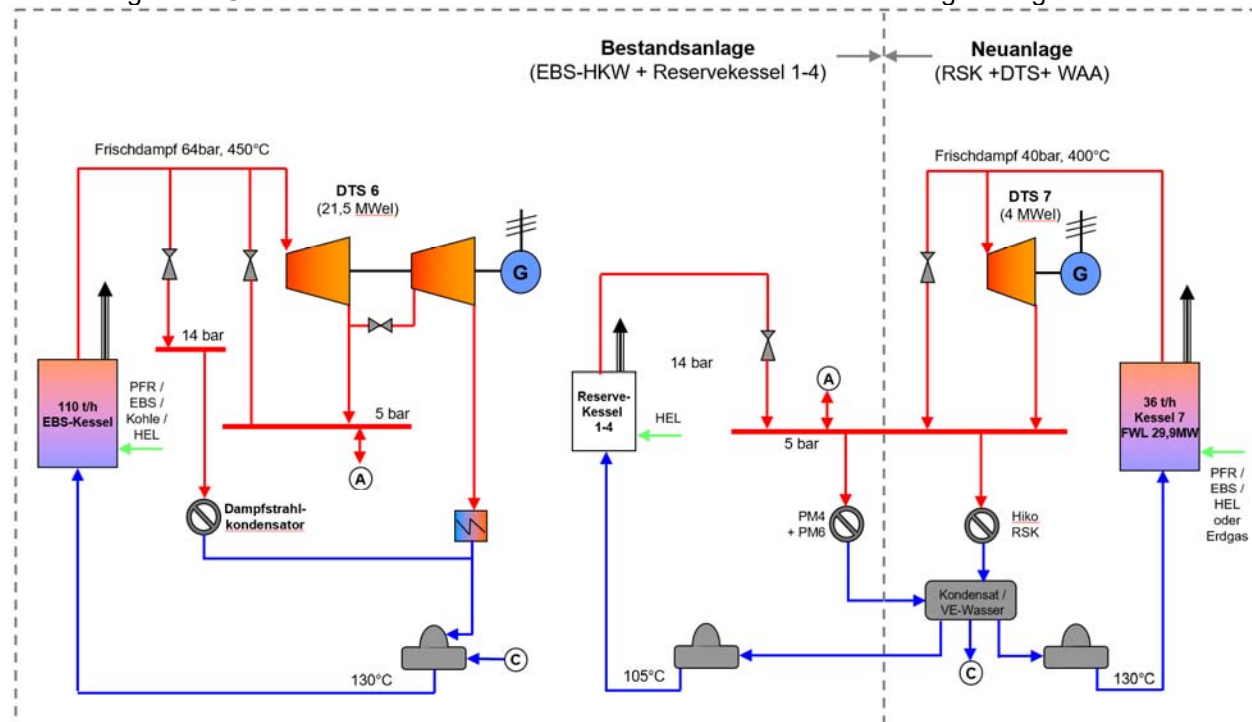 Bestandsanlage
(EBS-HKW + Reservekessel 1-4)
Neuanlage
(RSK +DTS+ WAA)
Frischdampf 64bar, 450°C
DTS 6
(21,5 MWel)
G
14 bar
110 t/h
EBS-Kessel
PFR /
EBS /
Kohle /
HEL
5 bar
A
Dampfstrahl-
kondensator
130°C
C
Reserve-
Kessel
1-4
HEL
14 bar
A
5 bar
PM4
+ PM6
Hiko
RSK
Kondensat /
VE-Wasser
105°C
C
130°C
Frischdampf 40bar, 400°C
DTS 7
(4 MWel)
G
36 t/h
Kessel 7
FWL 29,9MW
PFR /
EBS /
HEL
oder
Erdgas